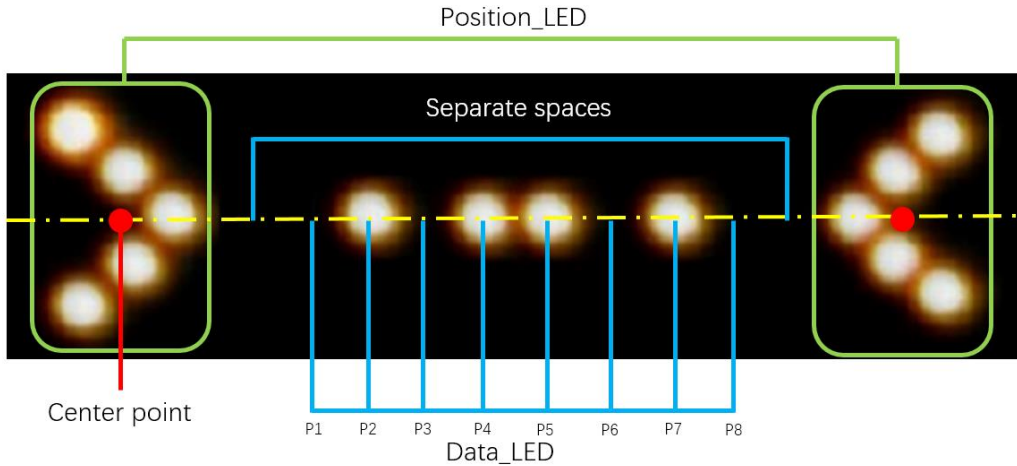 Position_LED
Separate spaces
Center point
P1 P2 P3 P4 P5 P6 P7 P8
Data_LED